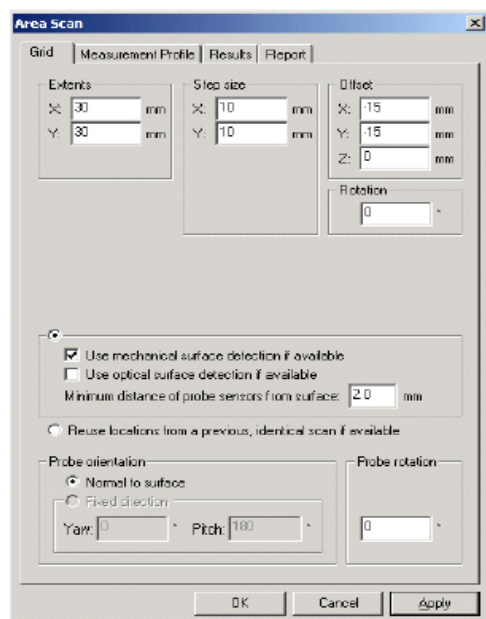 Area Scan
Grid Measurement Profile Results Report
Extents
X: 30 mm
Y: 30 mm
Step size
X: 10 mm
Y: 10 mm
Offset
X: -15 mm
Y: -15 mm
Z: 0 mm
Rotation
0 °
Use mechanical surface detection if available
Use optical surface detection if available
Minimum distance of probe sensors from surface: 2.0 mm
Reuse locations from a previous, identical scan if available
Probe orientation
Normal to surface
Fixed direction
Yaw: 0 ° Pitch: 180 °
Probe rotation
0 °
OK Cancel Apply